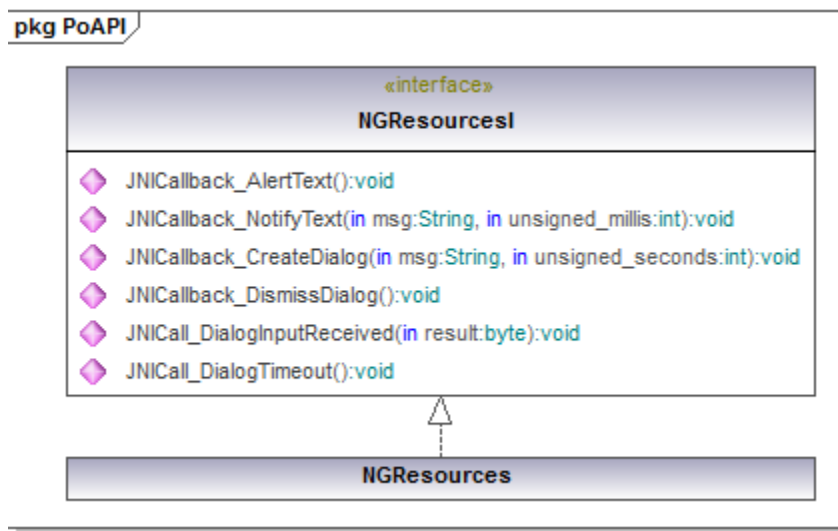 pkg PoAPI
«interface»
NGResourcesI
JNICallback_AlertText():void
JNICallback_NotifyText(in msg:String, in unsigned_millis:int):void
JNICallback_CreateDialog(in msg:String, in unsigned_seconds:int):void
JNICallback_DismissDialog():void
JNICall_DialogInputReceived(in result:byte):void
JNICall_DialogTimeout():void
NGResources